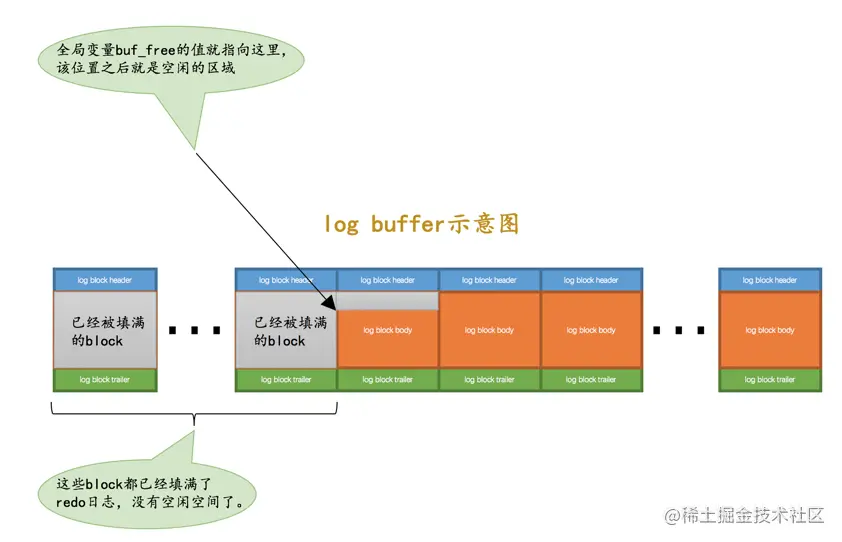 全局变量buf_free的值就指向这里，
该位置之后就是空闲的区域
log buffer示意图
log block header
log block header
log block header
log block header
log block header
log block header
已经被填满
的block
已经被填满
的block
log block body
log block body
log block body
log block body
log block trailer
log block trailer
log block trailer
log block trailer
log block trailer
log block trailer
这些block都已经填满了
redo日志，没有空闲空间了。
@稀土掘金技术社区